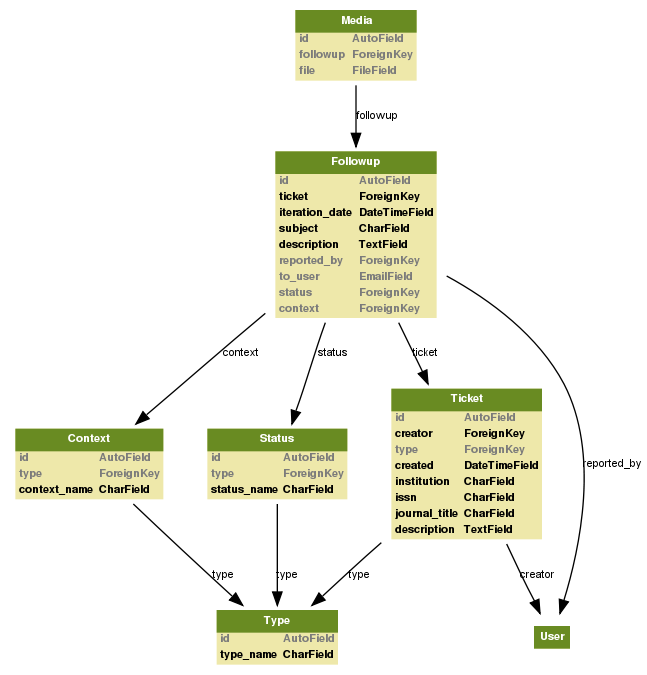 Media
id AutoField
followup ForeignKey
file FileField
followup
Followup
id AutoField
ticket ForeignKey
iteration_date DateTimeField
subject CharField
description TextField
reported_by ForeignKey
to_user EmailField
status ForeignKey
context ForeignKey
context
status
ticket
reported_by
Context
id AutoField
type ForeignKey
context_name CharField
Status
id AutoField
type ForeignKey
status_name CharField
Ticket
id AutoField
creator ForeignKey
type ForeignKey
created DateTimeField
institution CharField
issn CharField
journal_title CharField
description TextField
type
type
type
creator
Type
id AutoField
type_name CharField
User